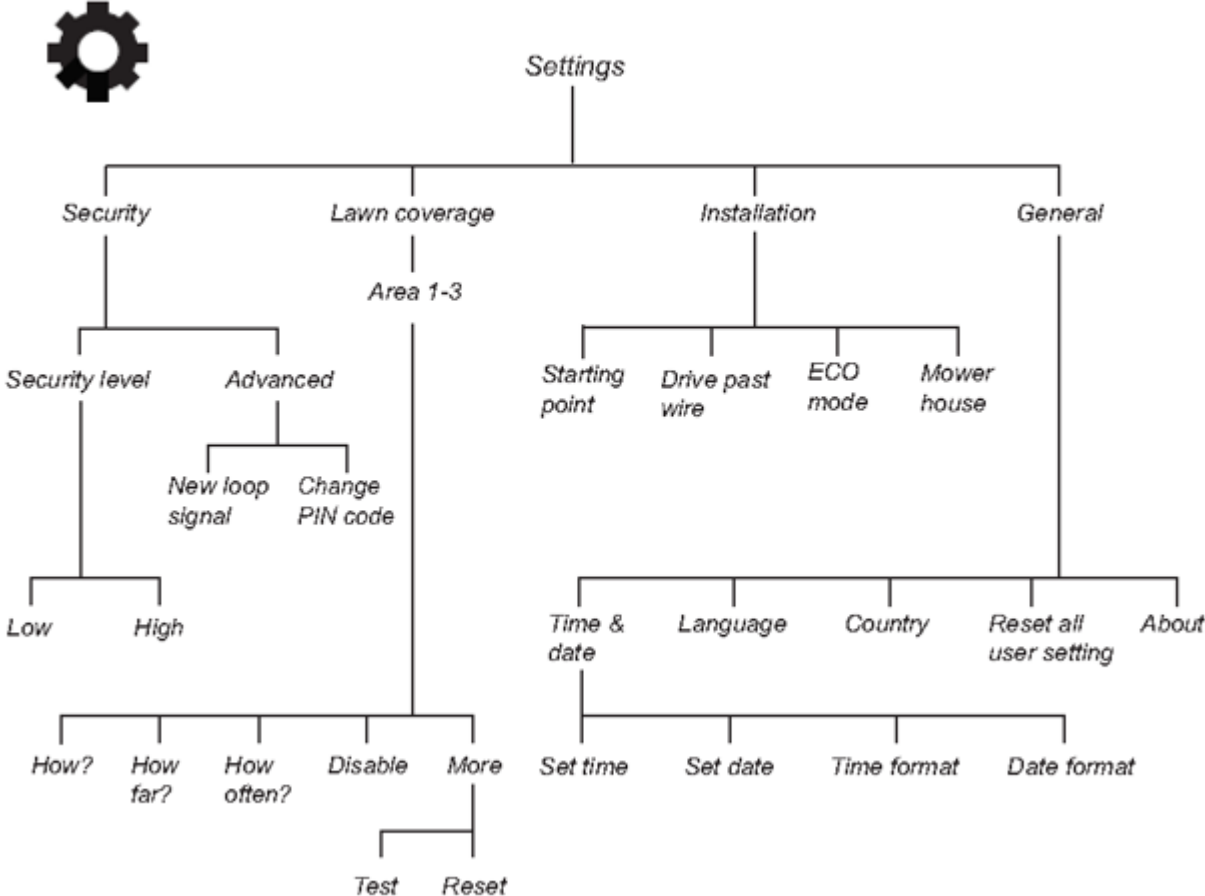 Settings
Security
Lawn coverage
Installation
General
Area 1-3
Security level
Advanced
Starting
point
Drive past
wire
ECO
mode
Mower
house
New loop
signal
Change
PIN code
Low
High
Time &
date
Language
Country
Reset all
user setting
About
How?
How
far?
How
often?
Disable
More
Set time
Set date
Time format
Date format
Test
Reset